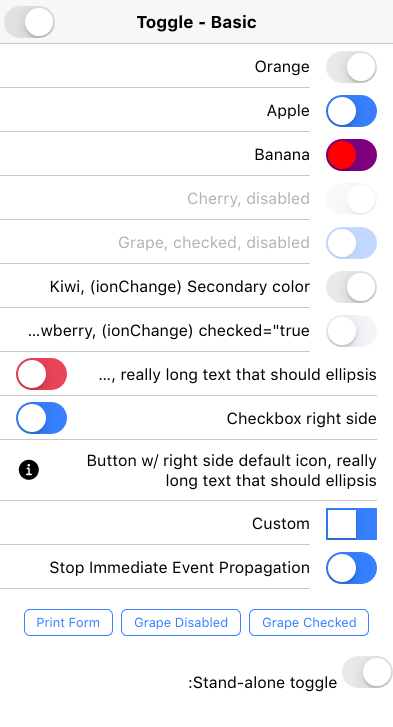 Toggle - Basic
Orange
Apple
Banana
Cherry, disabled
Grape, checked, disabled
Kiwi, (ionChange) Secondary color
...wberry, (ionChange) checked="true
..., really long text that should ellipsis
Checkbox right side
Button w/ right side default icon, really
long text that should ellipsis
Custom
Stop Immediate Event Propagation
Print Form Grape Disabled Grape Checked
:Stand-alone toggle